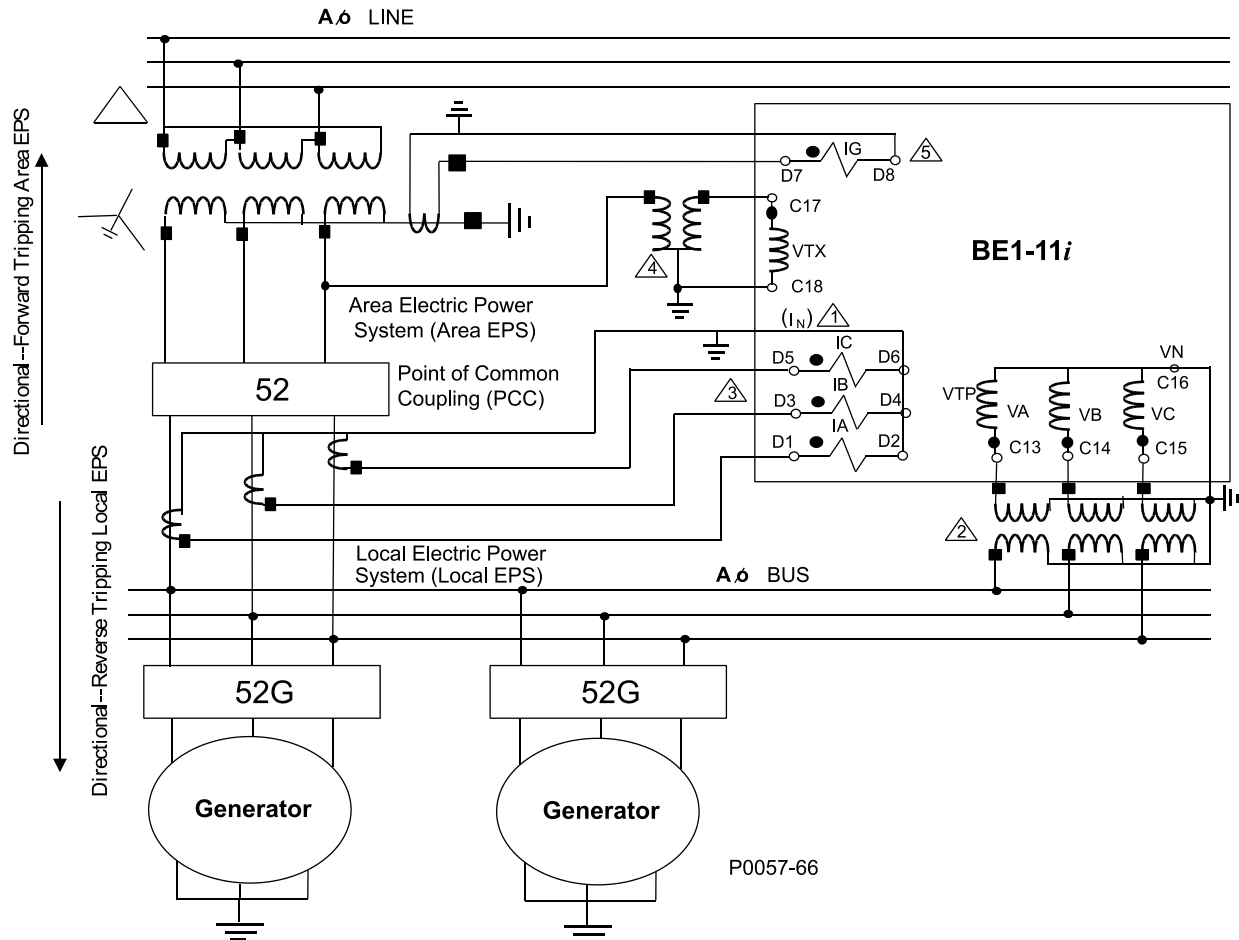 Aø LINE
Directional--Forward Tripping Area EPS
IG
D7
D8
5
C17
VTX
C18
4
BE1-11i
Area Electric Power
System (Area EPS)
(IN)
1
IC
D5
D6
52
Point of Common
Coupling (PCC)
3
IB
D3
D4
IA
D1
D2
VN
C16
VTP
VA
VB
VC
C13
C14
C15
2
Directional--Reverse Tripping Local EPS
Local Electric Power
System (Local EPS)
Aø BUS
52G
52G
Generator
Generator
P0057-66